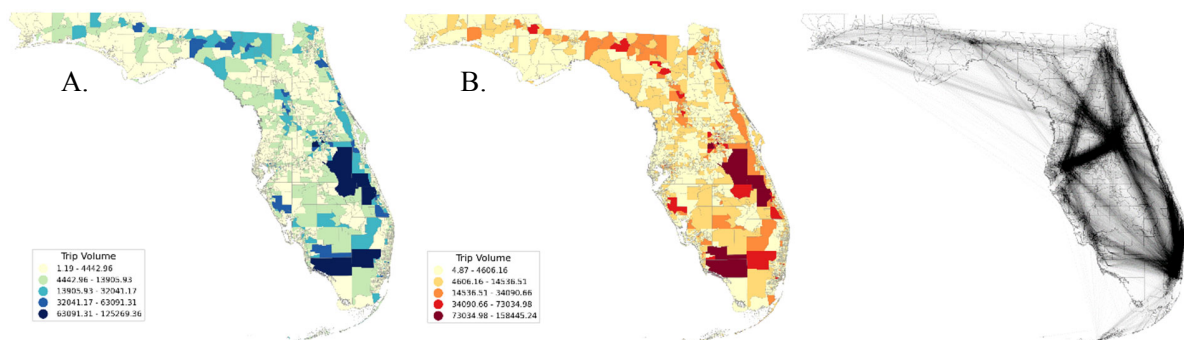 A.
Trip Volume
1.19 - 4442.96
4442.96 - 13905.93
13905.93 - 32041.17
32041.17 - 63091.31
63091.31 - 125269.36
B.
Trip Volume
4.87 - 4606.16
4606.16 - 14536.51
14536.51 - 34090.66
34090.66 - 73034.98
73034.98 - 158445.24